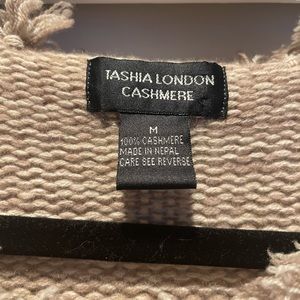 TASHIA LONDON
CASHMERE
M
100% CASHMERE
MADE IN NEPAL
CARE SEE REVERSE